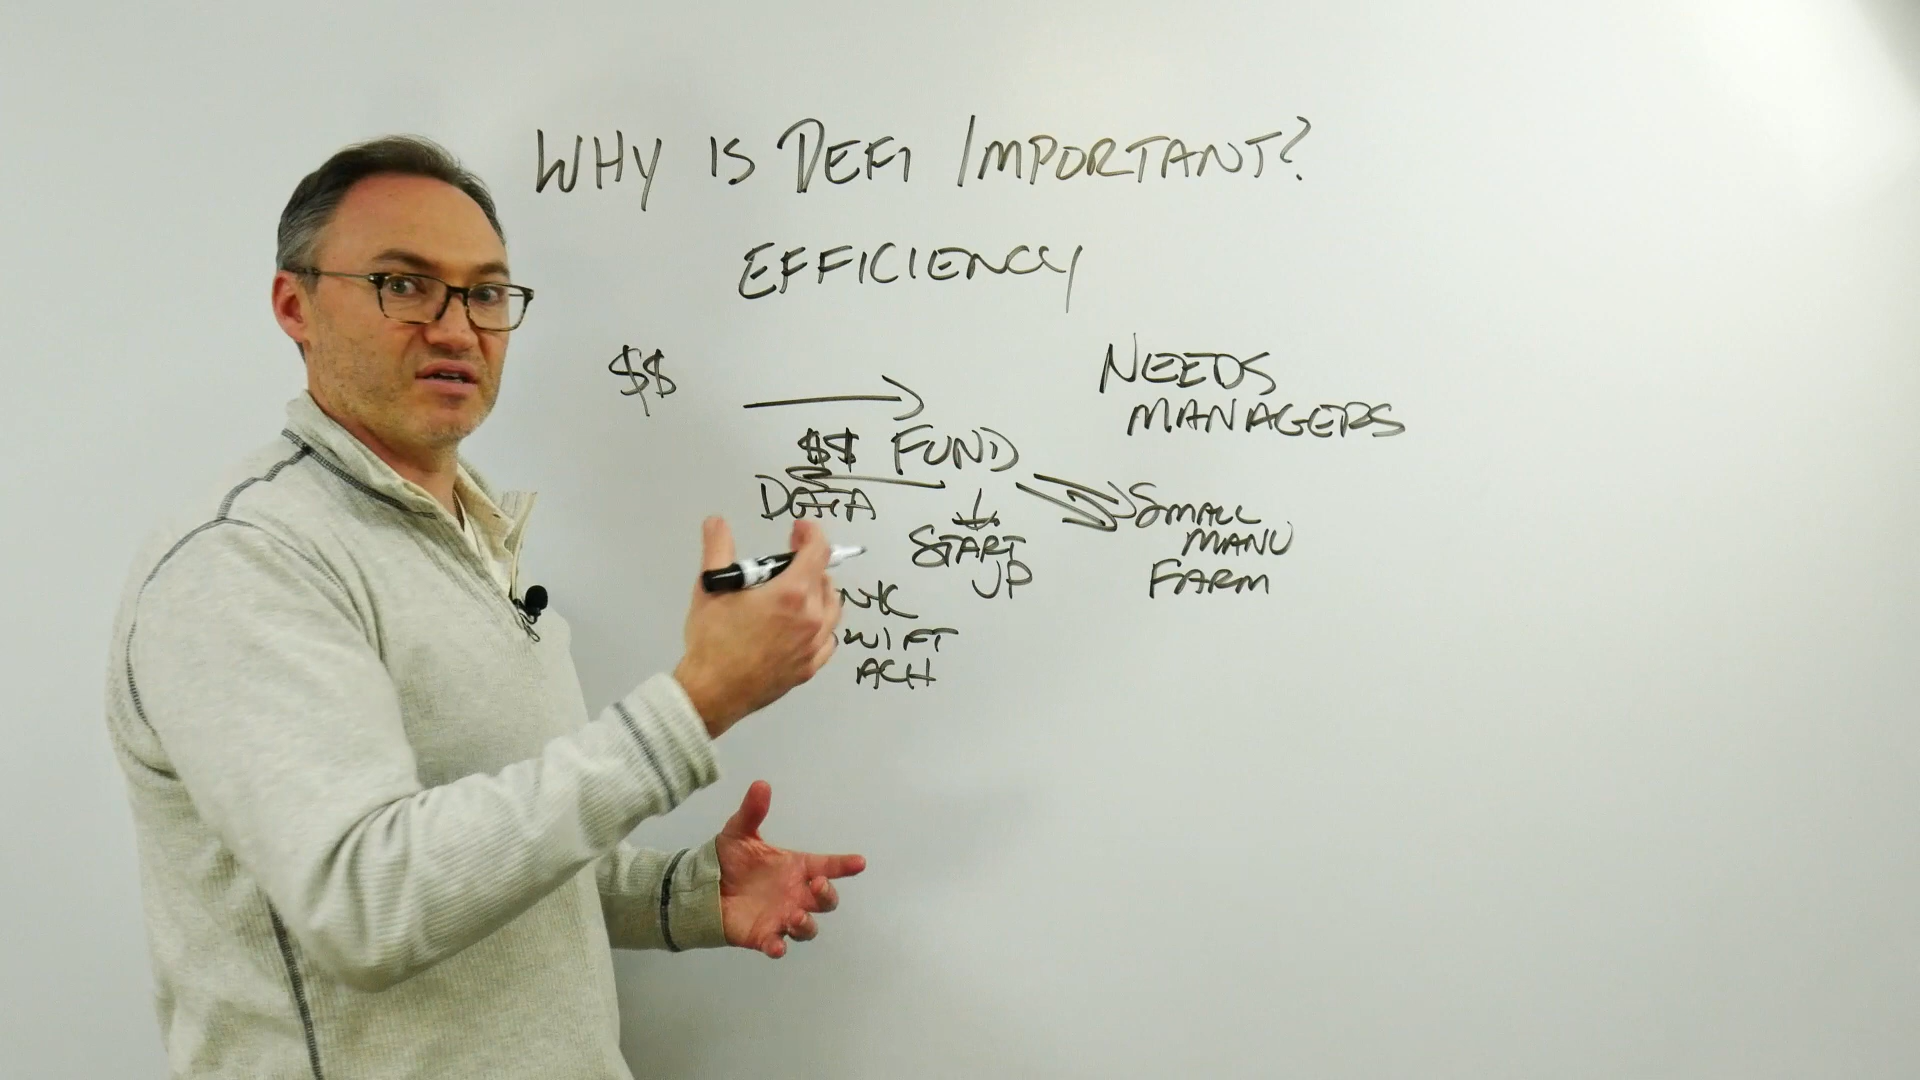 WHY IS DEFI IMPORTANT?
EFFICIENCY
$$
NEEDS
MANAGERS
$$ FUND
DATA
START
UP
SMALL
MANU
FARM
NK
WIFT
ACH